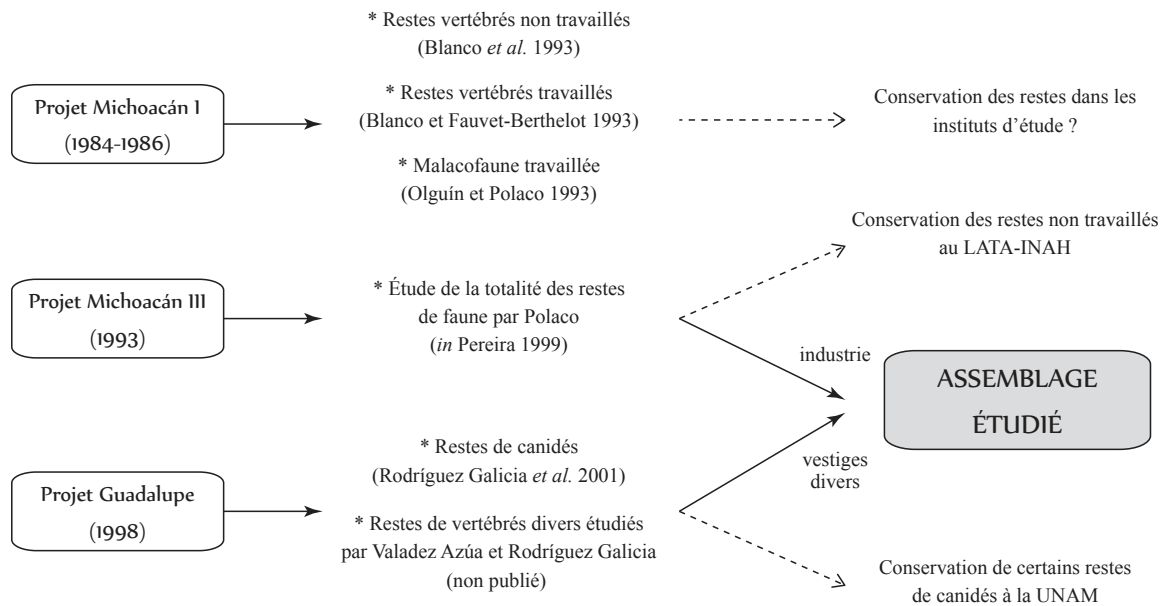 * Restes vertébrés non travaillés
(Blanco et al. 1993)
Projet Michoacán I
(1984-1986)
* Restes vertébrés travaillés
(Blanco et Fauvet-Berthelot 1993)
* Malacofaune travaillée
(Olguín et Polaco 1993)
Conservation des restes dans les
instituts d'étude ?
Projet Michoacán III
(1993)
* Étude de la totalité des restes
de faune par Polaco
(in Pereira 1999)
Conservation des restes non travaillés
au LATA-INAH
industrie
ASSEMBLAGE
ÉTUDIÉ
vestiges
divers
Projet Guadalupe
(1998)
* Restes de canidés
(Rodríguez Galicia et al. 2001)
* Restes de vertébrés divers étudiés
par Valadez Azúa et Rodríguez Galicia
(non publié)
Conservation de certains restes
de canidés à la UNAM